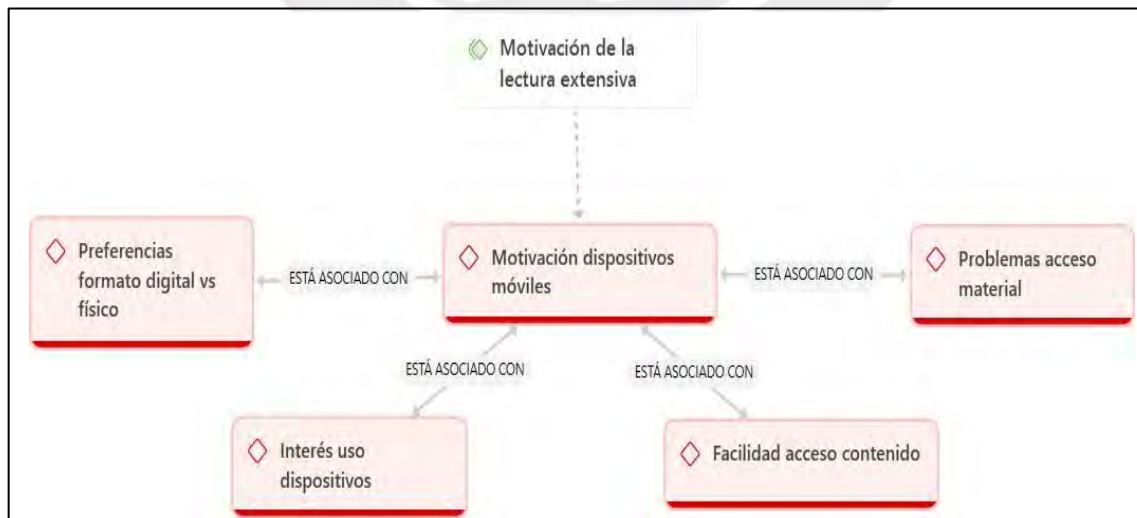 Motivación de la
lectura extensiva
Preferencias
formato digital vs
físico
ESTÁ ASOCIADO CON
Motivación dispositivos
móviles
ESTÁ ASOCIADO CON
Problemas acceso
material
ESTÁ ASOCIADO CON
ESTÁ ASOCIADO CON
Interés uso
dispositivos
Facilidad acceso contenido